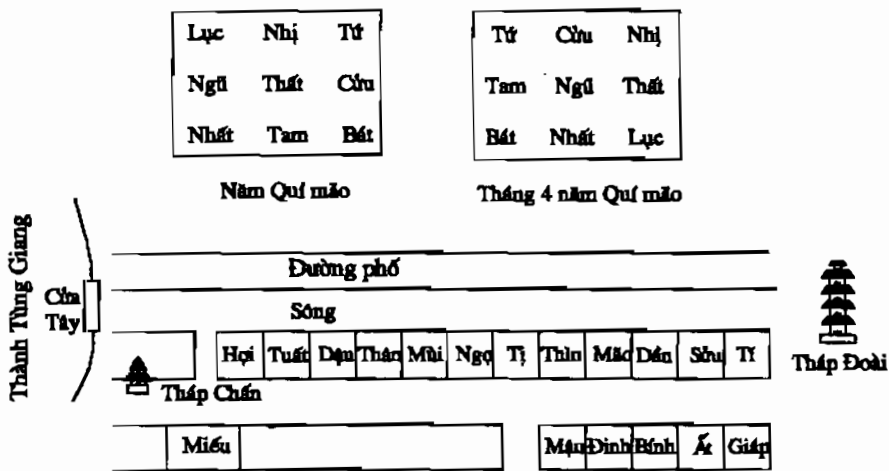 Lục Nhị Tứ
Ngũ Thất Cửu
Nhất Tam Bát
Năm Quí mão
Tứ Cửu Nhị
Tam Ngũ Thất
Bát Nhất Lục
Tháng 4 năm Quí mão
Thành Tùng Giang
Cửa
Tây
Đường phố
Sông
Hợi Tuất Dậu Thân Mùi Ngọ Tị Thìn Mão Dần Sửu Tí
Tháp Chấn
Tháp Đoài
Miếu
Mậu Đinh Bính Ất Giáp